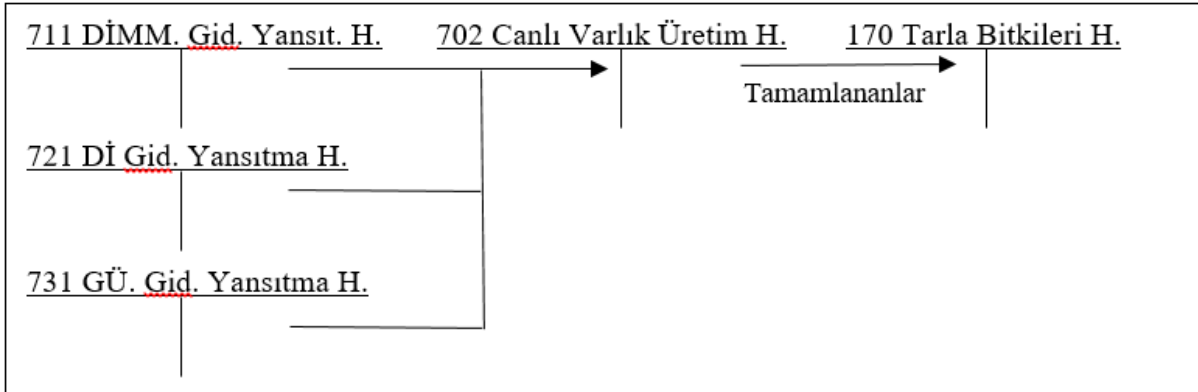 711 DİMM. Gid. Yansıt. H. 702 Canlı Varlık Üretim H. 170 Tarla Bitkileri H.
Tamamlananlar
721 Dİ Gid. Yansıtma H.
731 GÜ. Gid. Yansıtma H.